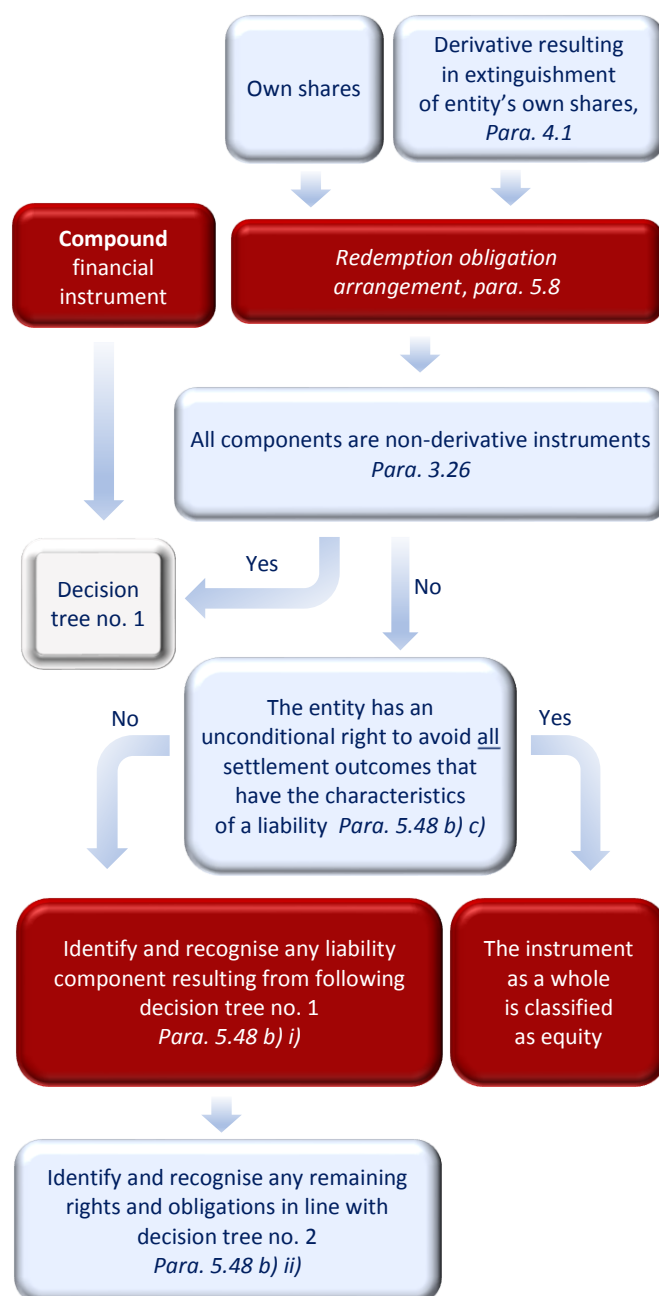 Own shares
Derivative resulting
in extinguishment
of entity's own shares,
Para. 4.1
Compound
financial
instrument
Redemption obligation
arrangement, para. 5.8
All components are non-derivative instruments
Para. 3.26
Yes
No
Decision
tree no. 1
No
The entity has an
unconditional right to avoid all
settlement outcomes that
have the characteristics
of a liability Para. 5.48 b) c)
Yes
Identify and recognise any liability
component resulting from following
decision tree no. 1
Para. 5.48 b) i)
The instrument
as a whole
is classified
as equity
Identify and recognise any remaining
rights and obligations in line with
decision tree no. 2
Para. 5.48 b) ii)